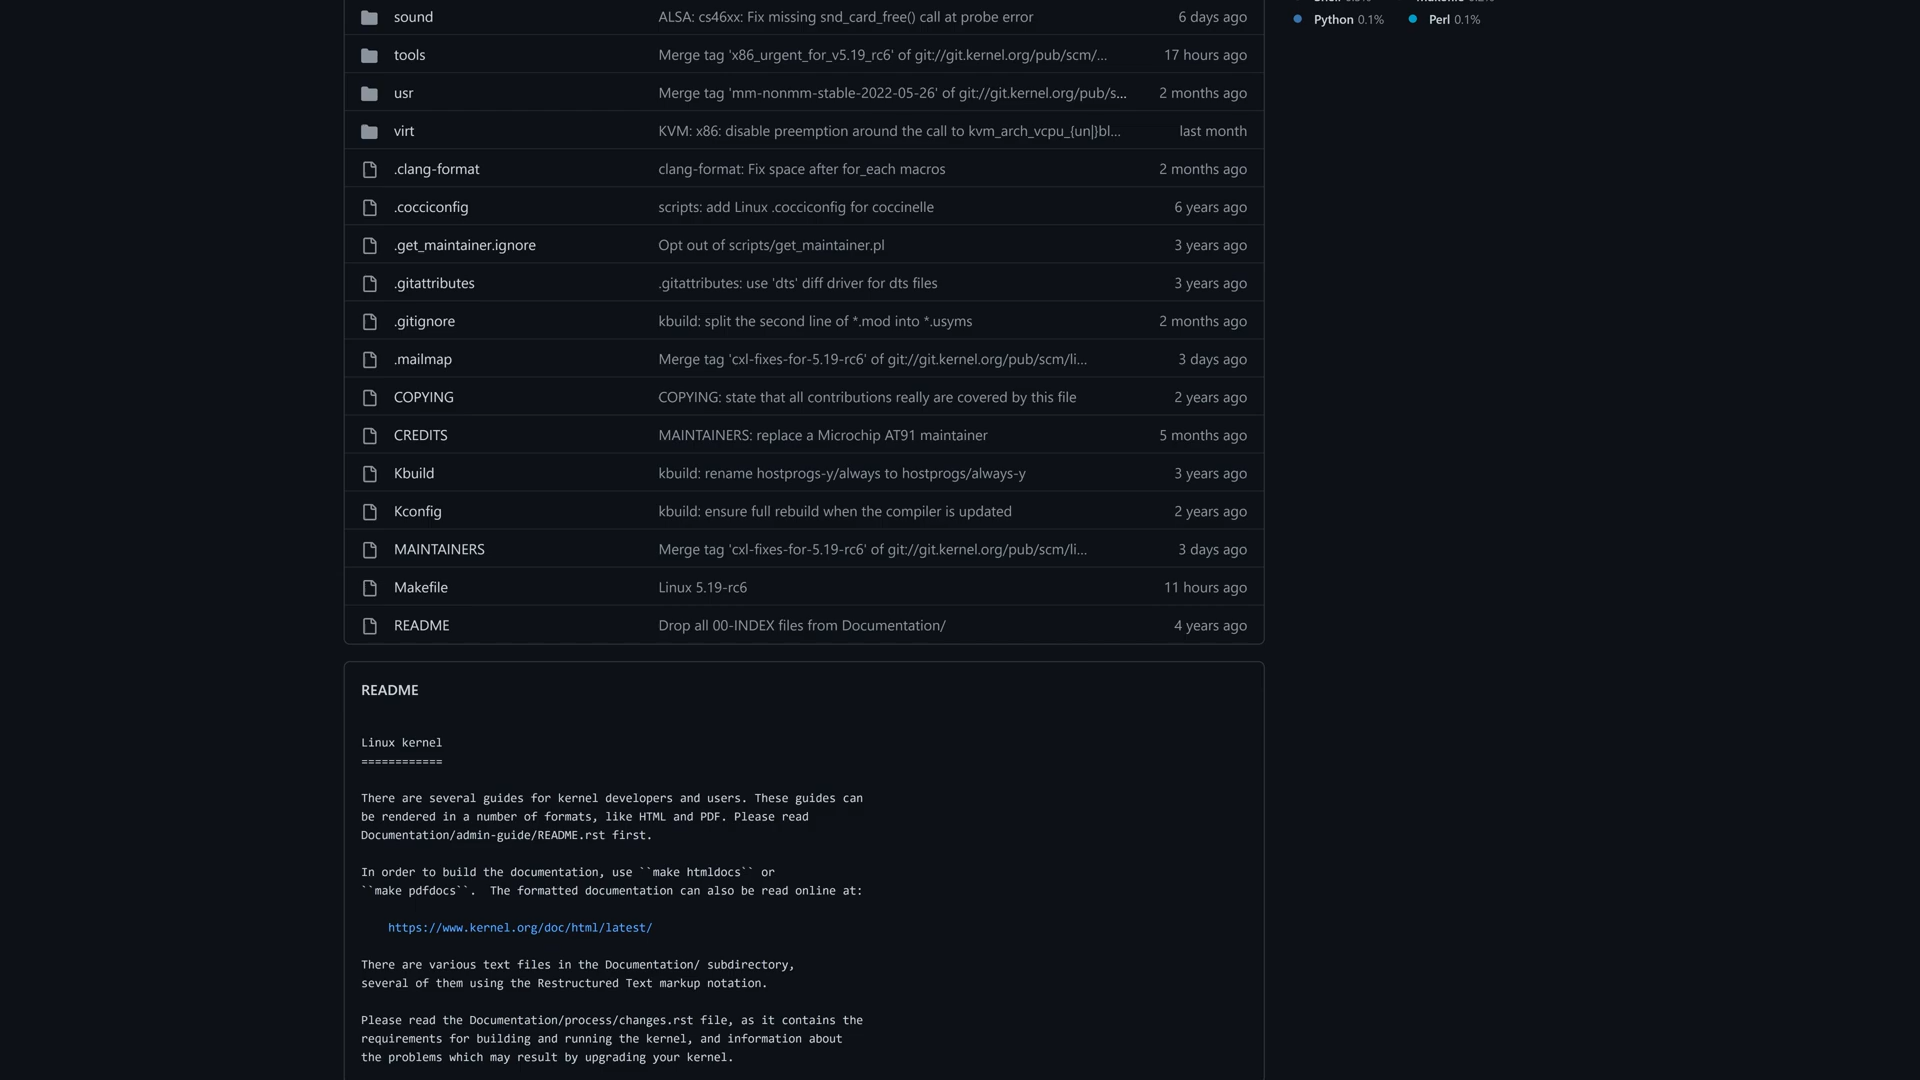 sound ALSA: cs46xx: Fix missing snd_card_free() call at probe error 6 days ago
Python 0.1% Perl 0.1%
tools Merge tag 'x86_urgent_for_v5.19_rc6' of git://git.kernel.org/pub/scm/... 17 hours ago
usr Merge tag 'mm-nonmm-stable-2022-05-26' of git://git.kernel.org/pub/s... 2 months ago
virt KVM: x86: disable preemption around the call to kvm_arch_vcpu_{un|}bl... last month
.clang-format clang-format: Fix space after for_each macros 2 months ago
.cocciconfig scripts: add Linux .cocciconfig for coccinelle 6 years ago
.get_maintainer.ignore Opt out of scripts/get_maintainer.pl 3 years ago
.gitattributes .gitattributes: use 'dts' diff driver for dts files 3 years ago
.gitignore kbuild: split the second line of *.mod into *.usyms 2 months ago
.mailmap Merge tag 'cxl-fixes-for-5.19-rc6' of git://git.kernel.org/pub/scm/li... 3 days ago
COPYING COPYING: state that all contributions really are covered by this file 2 years ago
CREDITS MAINTAINERS: replace a Microchip AT91 maintainer 5 months ago
Kbuild kbuild: rename hostprogs-y/always to hostprogs/always-y 3 years ago
Kconfig kbuild: ensure full rebuild when the compiler is updated 2 years ago
MAINTAINERS Merge tag 'cxl-fixes-for-5.19-rc6' of git://git.kernel.org/pub/scm/li... 3 days ago
Makefile Linux 5.19-rc6 11 hours ago
README Drop all 00-INDEX files from Documentation/ 4 years ago
README
Linux kernel
============
There are several guides for kernel developers and users. These guides can
be rendered in a number of formats, like HTML and PDF. Please read
Documentation/admin-guide/README.rst first.
In order to build the documentation, use ``make htmldocs`` or
``make pdfdocs``.  The formatted documentation can also be read online at:
https://www.kernel.org/doc/html/latest/
There are various text files in the Documentation/ subdirectory,
several of them using the Restructured Text markup notation.
Please read the Documentation/process/changes.rst file, as it contains the
requirements for building and running the kernel, and information about
the problems which may result by upgrading your kernel.